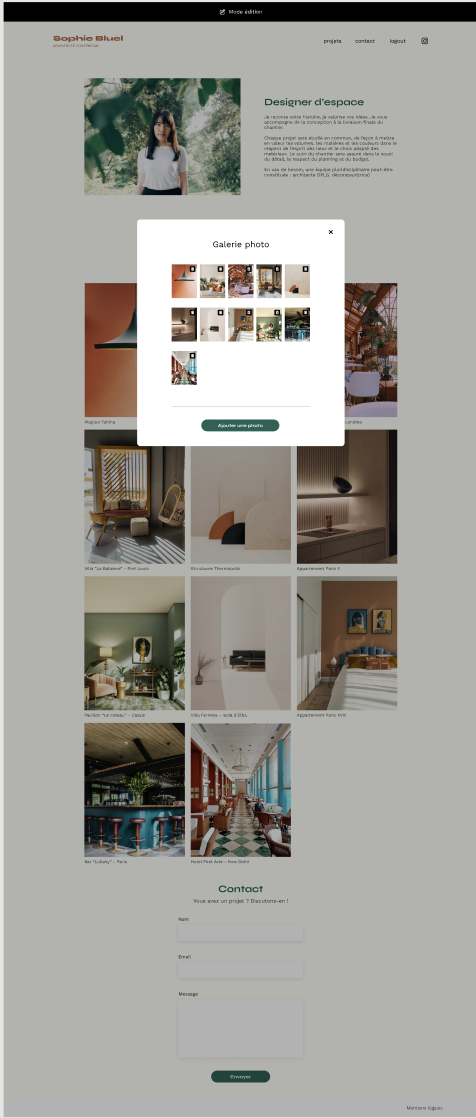 Mode édition
Sophie Bluel
projets contact logout
Designer d'espace
Je raconte votre histoire, je valorise vos idées. Je vous
accompagne de la conception à la livraison finale du
chantier.
Chaque projet sera étudié en commun, de façon à mettre
en valeur les volumes, les matières et les couleurs dans le
respect de l'esprit des lieux et le choix adapté des
matériaux. Le suivi du chantier sera assuré dans le souci
du détail, le respect du planning et du budget.
En cas de besoin, une équipe pluridisciplinaire peut-être
constituée : architecte DPLG, décorateur(trice)
Galerie photo
Ajouter une photo
Abajour Tahina
Londres
Villa "La Balisiere" - Port Louis
Structures Thermopolis
Appartement Paris X
Pavillon "Le coteau" - Cassis
Villa Ferneze - Isola d'Elba
Appartement Paris XVIII
Bar "Lullaby" - Paris
Hotel First Arte - New Delhi
Contact
Vous avez un projet ? Discutons-en !
Nom
Email
Message
Envoyer
Mentions légales